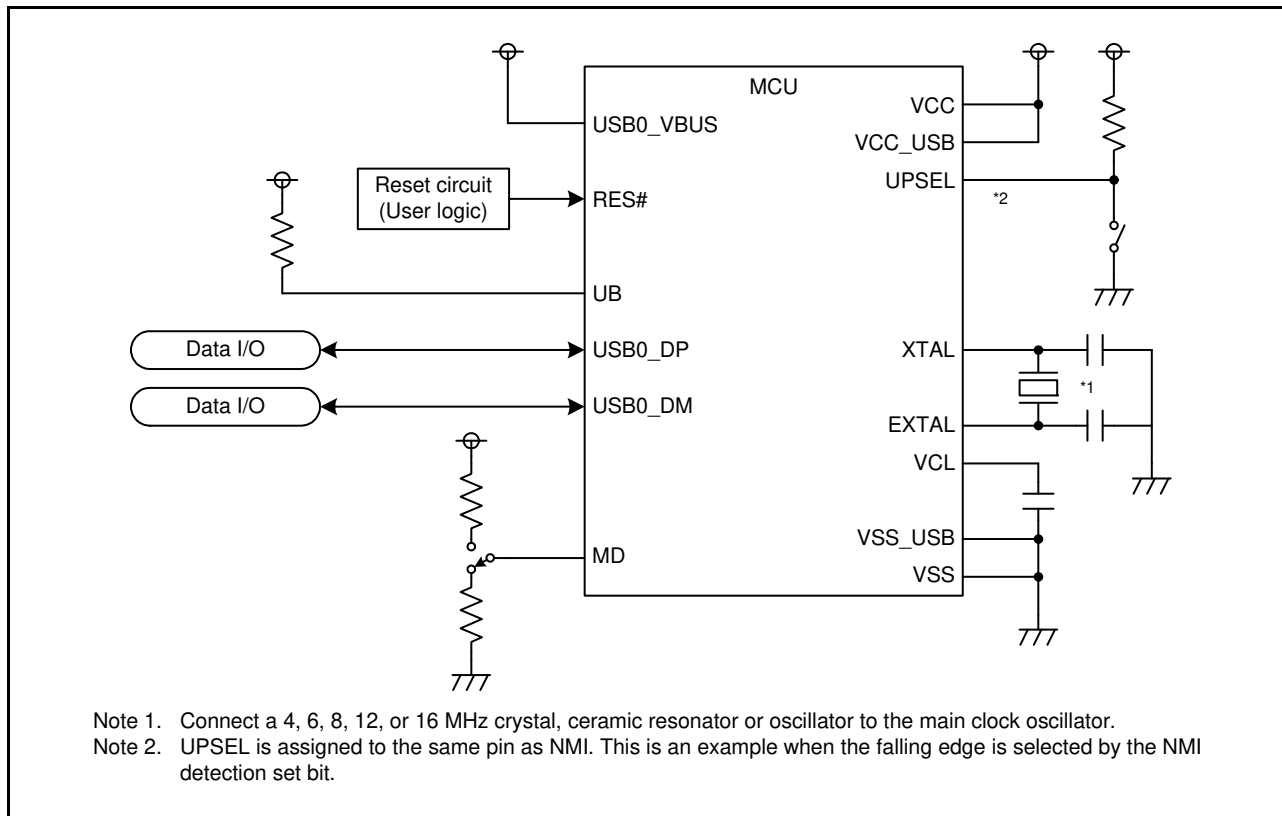 MCU
USB0_VBUS
VCC
VCC_USB
UPSEL
*2
Reset circuit
(User logic)
RES#
UB
Data I/O
USB0_DP
XTAL
*1
Data I/O
USB0_DM
EXTAL
VCL
VSS_USB
MD
VSS
Note 1. Connect a 4, 6, 8, 12, or 16 MHz crystal, ceramic resonator or oscillator to the main clock oscillator.
Note 2. UPSEL is assigned to the same pin as NMI. This is an example when the falling edge is selected by the NMI
detection set bit.